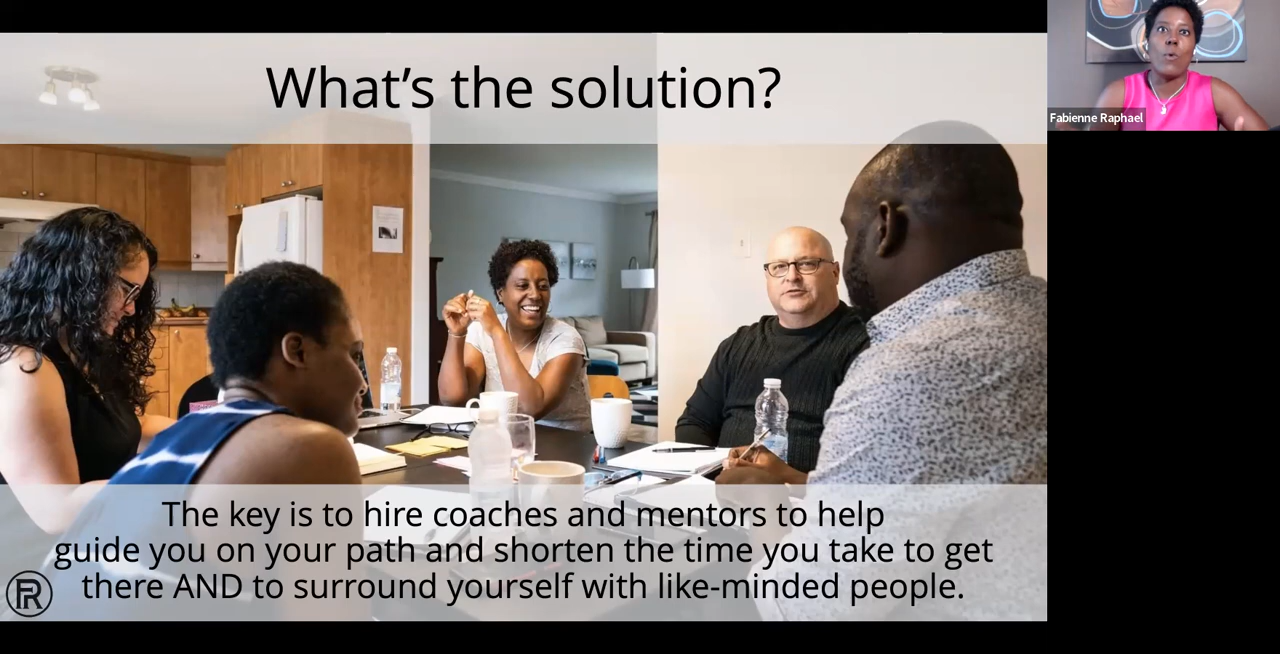 What's the solution?
Fabienne Raphael
The key is to hire coaches and mentors to help
guide you on your path and shorten the time you take to get
there AND to surround yourself with like-minded people.
FR